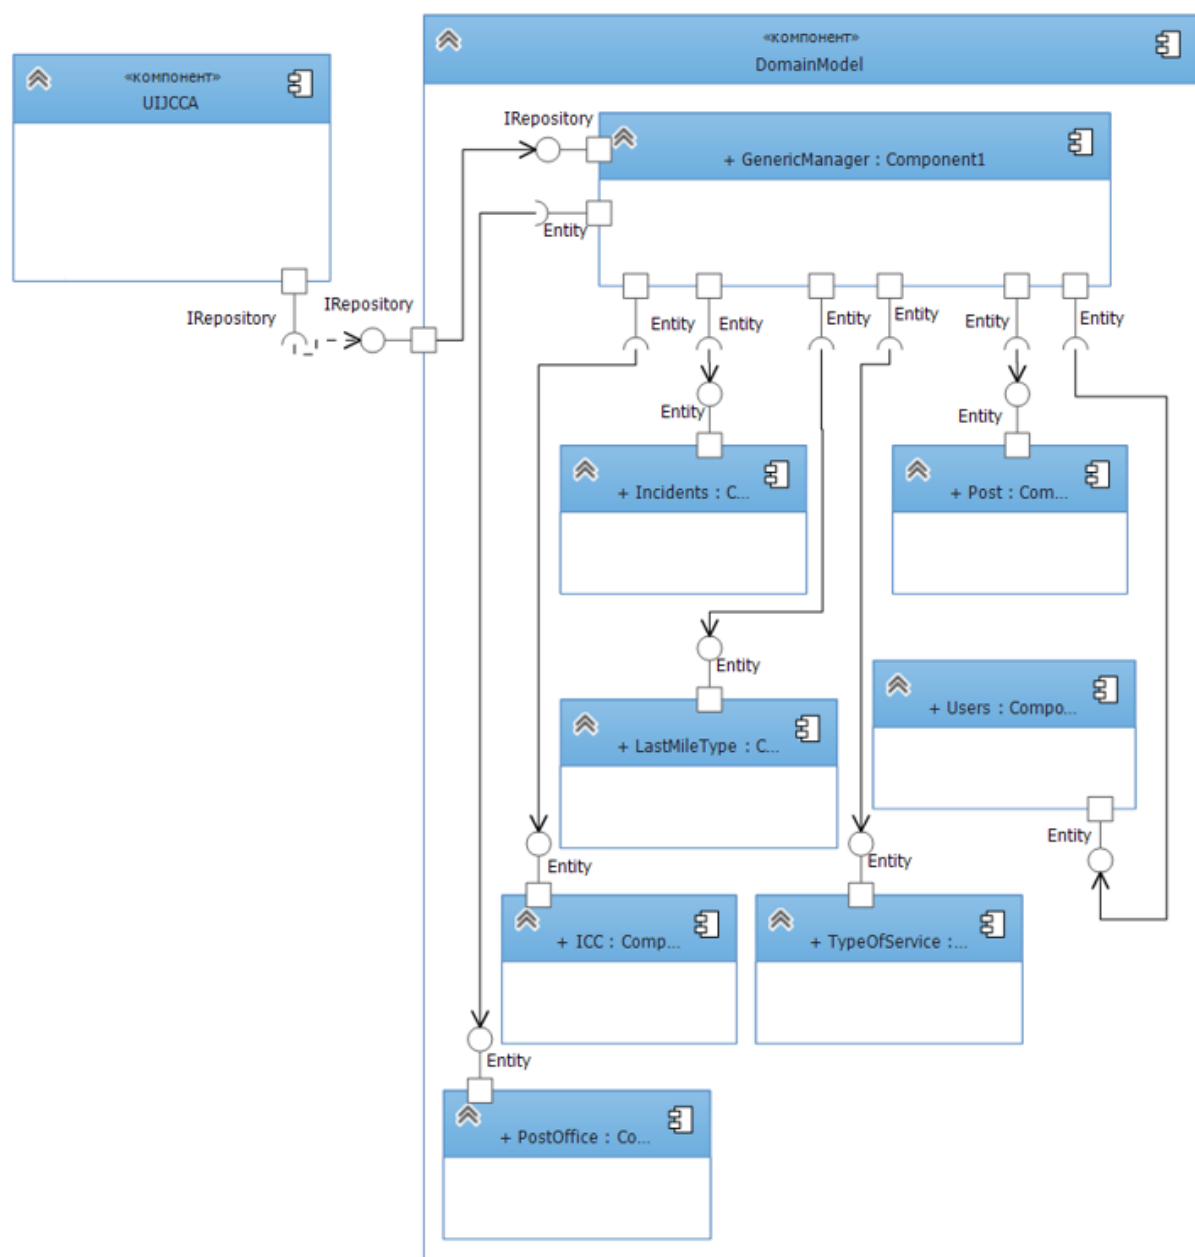 «компонент»
UIJCCA
«компонент»
DomainModel
IRepository
+ GenericManager : Component1
Entity
IRepository
IRepository
Entity
Entity
Entity
Entity
Entity
Entity
Entity
Entity
+ Incidents : C...
+ Post : Com...
Entity
+ LastMileType : C...
+ Users : Compo...
Entity
Entity
Entity
+ ICC : Comp...
+ TypeOfService :...
Entity
+ PostOffice : Co...